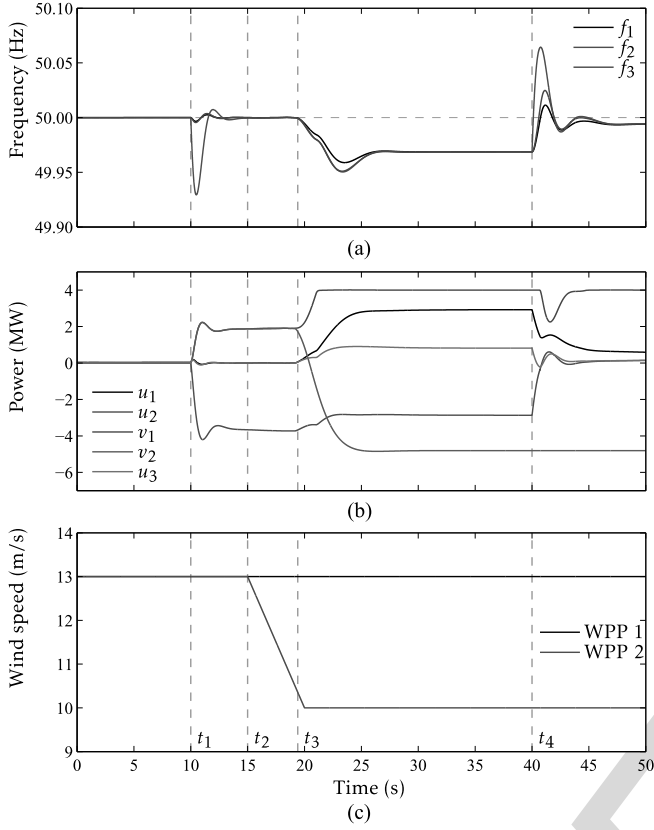 50.10
50.05
50.00
49.95
49.90
Frequency (Hz)
f1
f2
f3
(a)
4
2
0
−2
−4
−6
Power (MW)
u1
u2
v1
v2
u3
(b)
14
13
12
11
10
9
Wind speed (m/s)
WPP 1
WPP 2
t1 t2 t3 t4
0 5 10 15 20 25 30 35 40 45 50
Time (s)
(c)